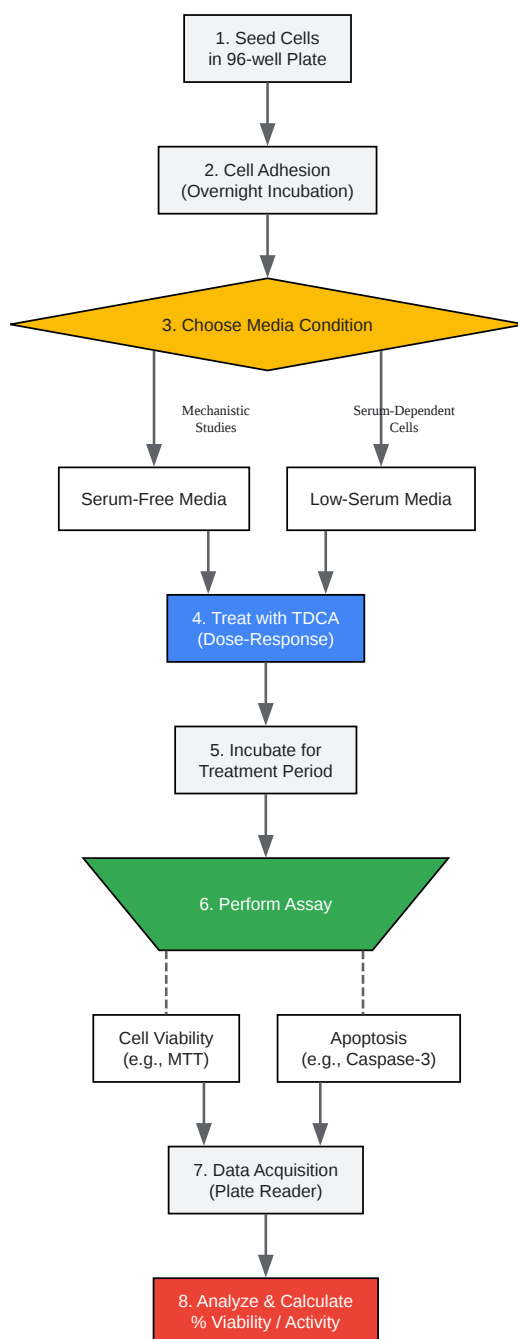 1. Seed Cells
in 96-well Plate
2. Cell Adhesion
(Overnight Incubation)
3. Choose Media Condition
Mechanistic
Studies
Serum-Dependent
Cells
Serum-Free Media
Low-Serum Media
4. Treat with TDCA
(Dose-Response)
5. Incubate for
Treatment Period
6. Perform Assay
Cell Viability
(e.g., MTT)
Apoptosis
(e.g., Caspase-3)
7. Data Acquisition
(Plate Reader)
8. Analyze & Calculate
% Viability / Activity